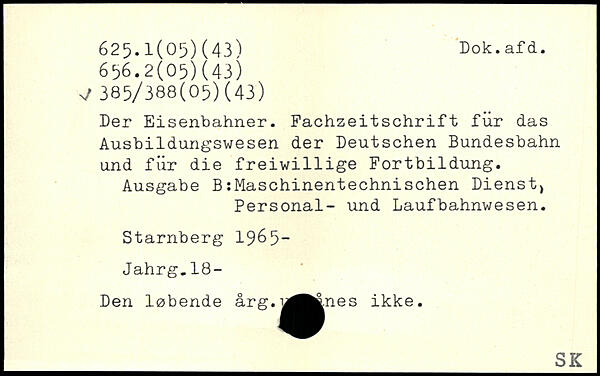 625.1(05)(43) Dok.afd.
656.2(05)(43)
✓ 385/388(05)(43)
Der Eisenbahner. Fachzeitschrift für das
Ausbildungswesen der Deutschen Bundesbahn
und für die freiwillige Fortbildung.
Ausgabe B:Maschinentechnischen Dienst,
Personal- und Laufbahnwesen.
Starnberg 1965-
Jahrg.18-
Den løbende årg. ikke.
SK